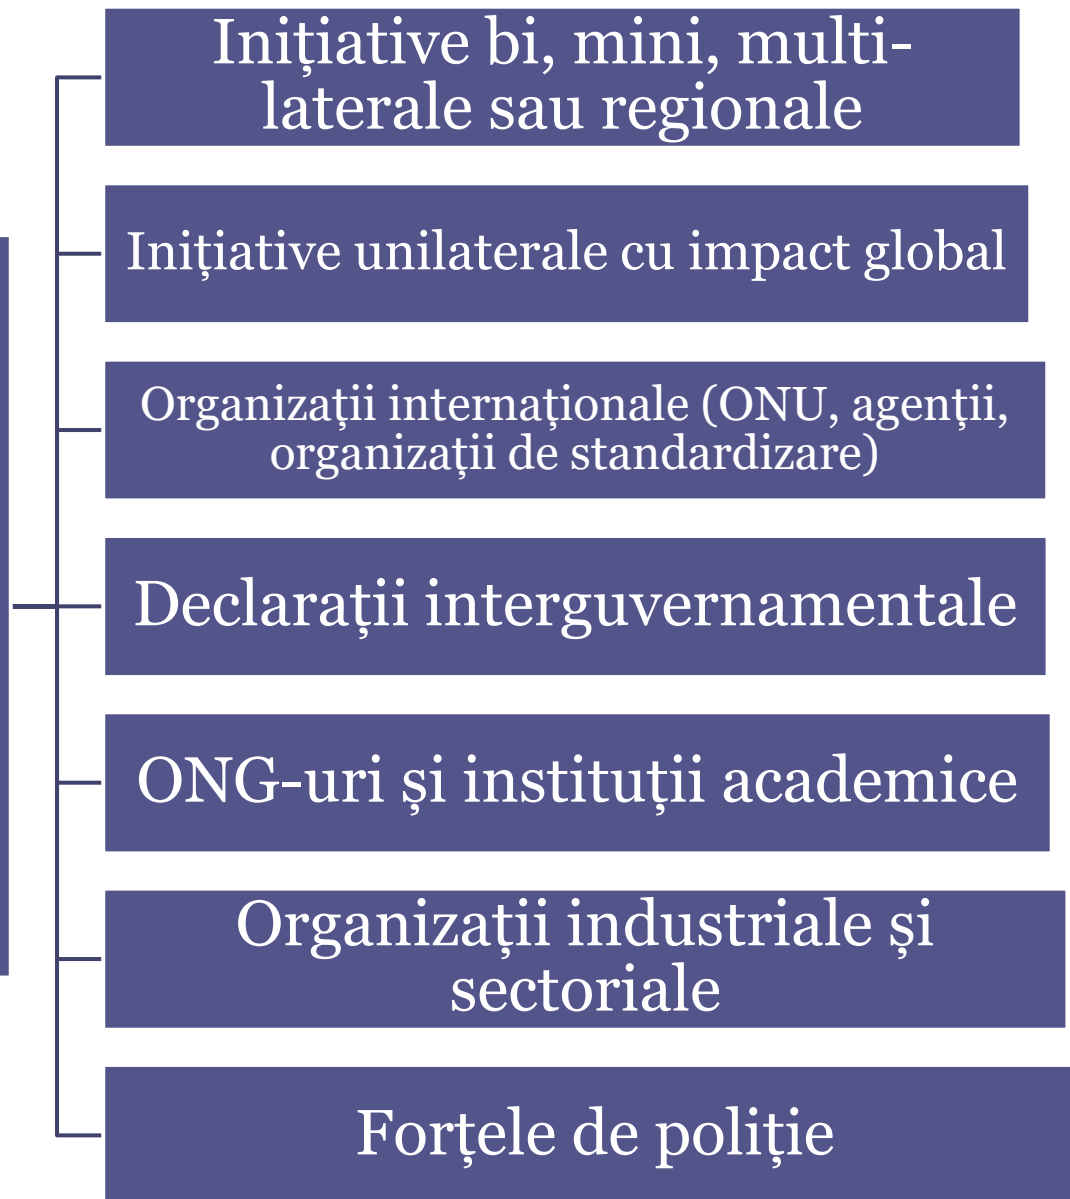 Inițiative bi, mini, multi-
laterale sau regionale
Inițiative unilaterale cu impact global
Organizații internaționale (ONU, agenții,
organizații de standardizare)
Declarații interguvernamentale
ONG-uri și instituții academice
Organizații industriale și
sectoriale
Forțele de poliție